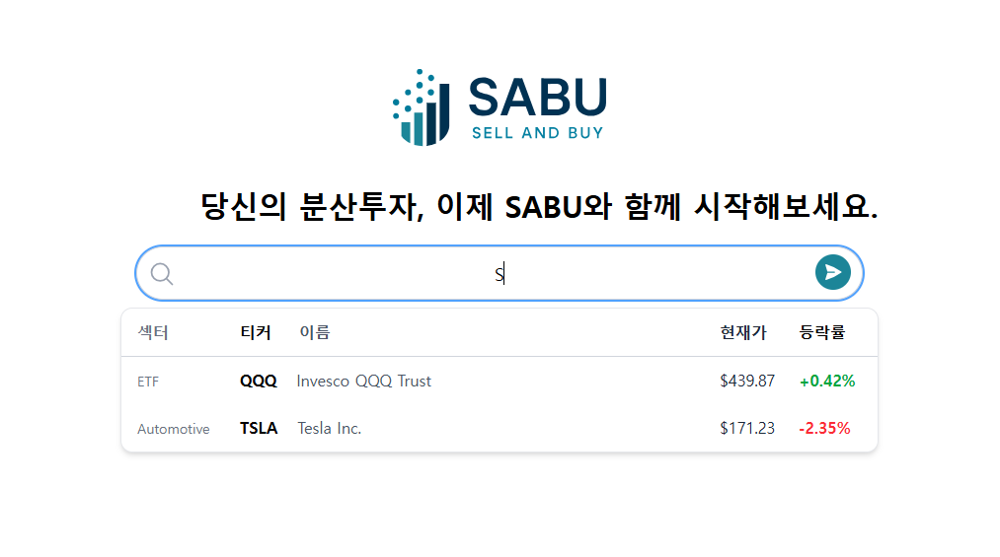 SABU
SELL AND BUY
당신의 분산투자, 이제 SABU와 함께 시작해보세요.
S
섹터 티커 이름 현재가 등락률
ETF QQQ Invesco QQQ Trust $439.87 +0.42%
Automotive TSLA Tesla Inc. $171.23 -2.35%